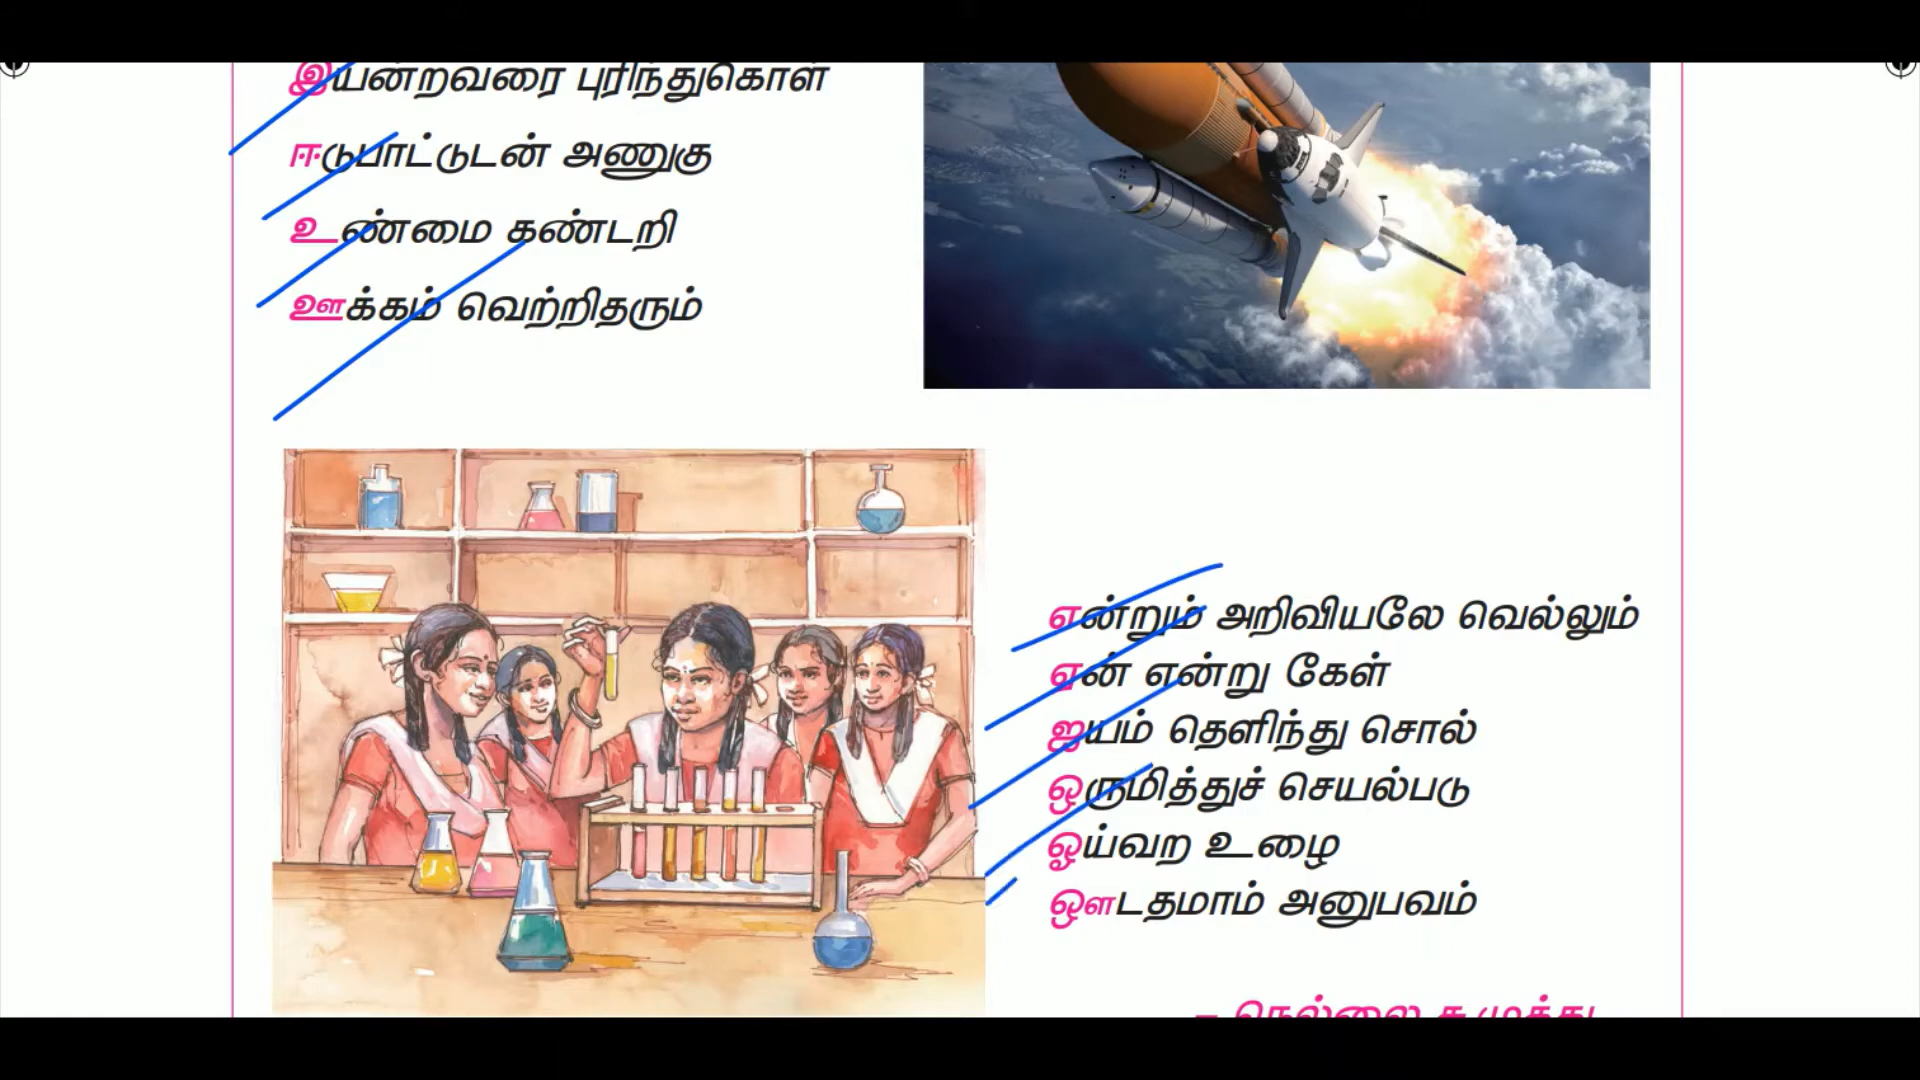 இயன்றவரை புரிந்துகொள்
ஈடுபாட்டுடன் அணுகு
உண்மை கண்டறி
ஊக்கம் வெற்றிதரும்
என்றும் அறிவியலே வெல்லும்
ஏன் என்று கேள்
ஐயம் தெளிந்து சொல்
ஒருமித்துச் செயல்படு
ஓய்வற உழை
ஔடதமாம் அனுபவம்